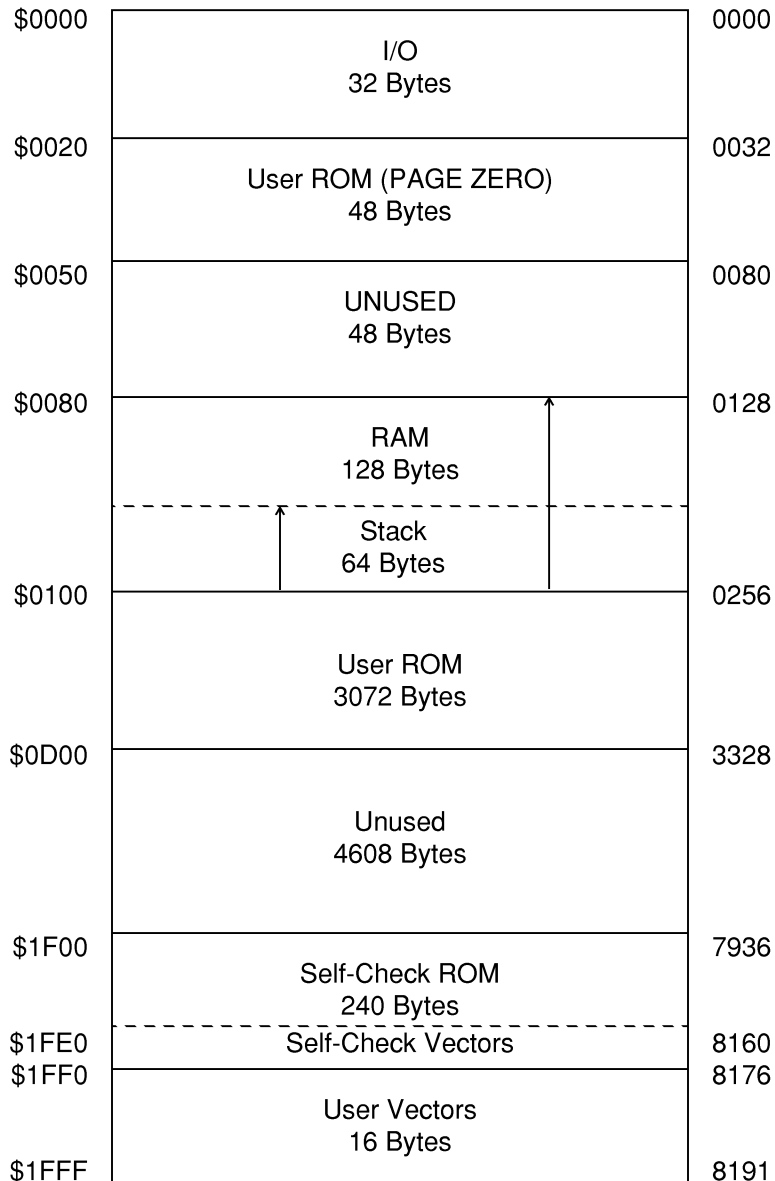 $0000 0000
I/O
32 Bytes
$0020 0032
User ROM (PAGE ZERO)
48 Bytes
$0050 0080
UNUSED
48 Bytes
$0080 0128
RAM
128 Bytes
Stack
64 Bytes
$0100 0256
User ROM
3072 Bytes
$0D00 3328
Unused
4608 Bytes
$1F00 7936
Self-Check ROM
240 Bytes
$1FE0 Self-Check Vectors 8160
$1FF0 8176
User Vectors
16 Bytes
$1FFF 8191